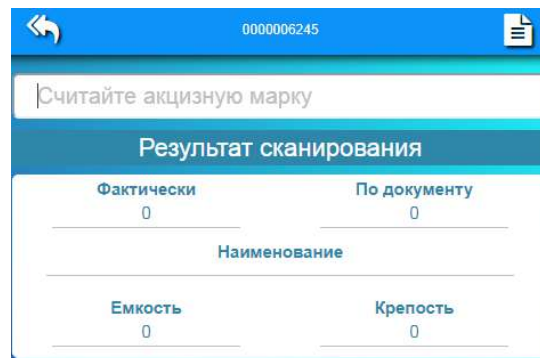 0000006245
Считайте акцизную марку
Результат сканирования
Фактически По документу
0 0
Наименование
Емкость Крепость
0 0